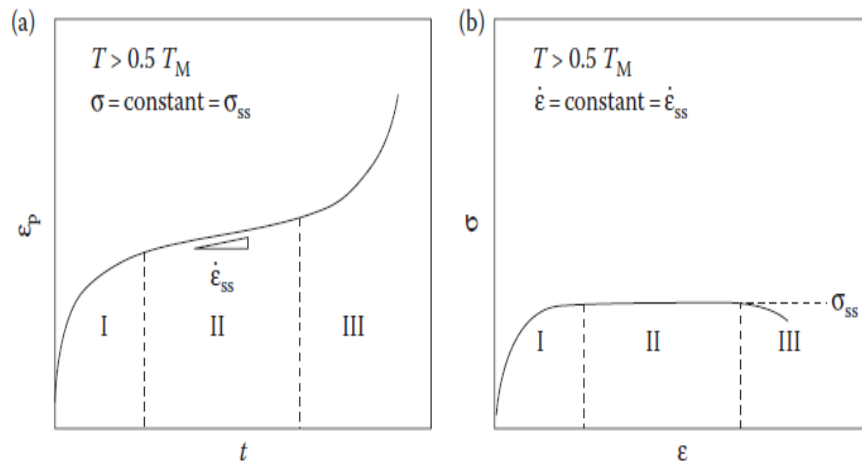 (a)
T > 0.5 T_M
σ = constant = σ_ss
ε_P
ε̇_ss
I
II
III
t
(b)
T > 0.5 T_M
ε̇ = constant = ε̇_ss
σ
σ_ss
I
II
III
ε